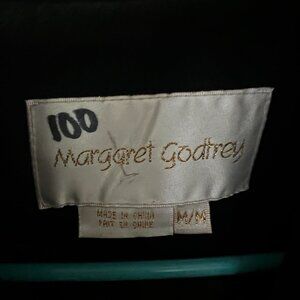 100
Margaret Godfrey
MADE IN CHINA
FAIT EN CHINE
M/M